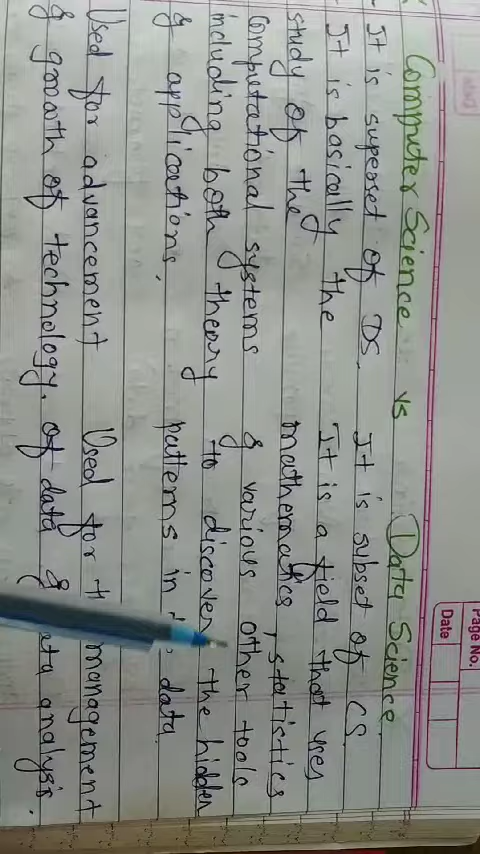 Page No.
Date
Computer Science vs Data Science
- It is superset of DS. It is subset of CS.
- It is basically the It is a field that uses
study of the mathematics, statistics
computational systems & various other tools
including both theory to discover the hidden
& applications. patterns in data.
Used for advancement Used for management
& growth of technology. of data & data analysis.